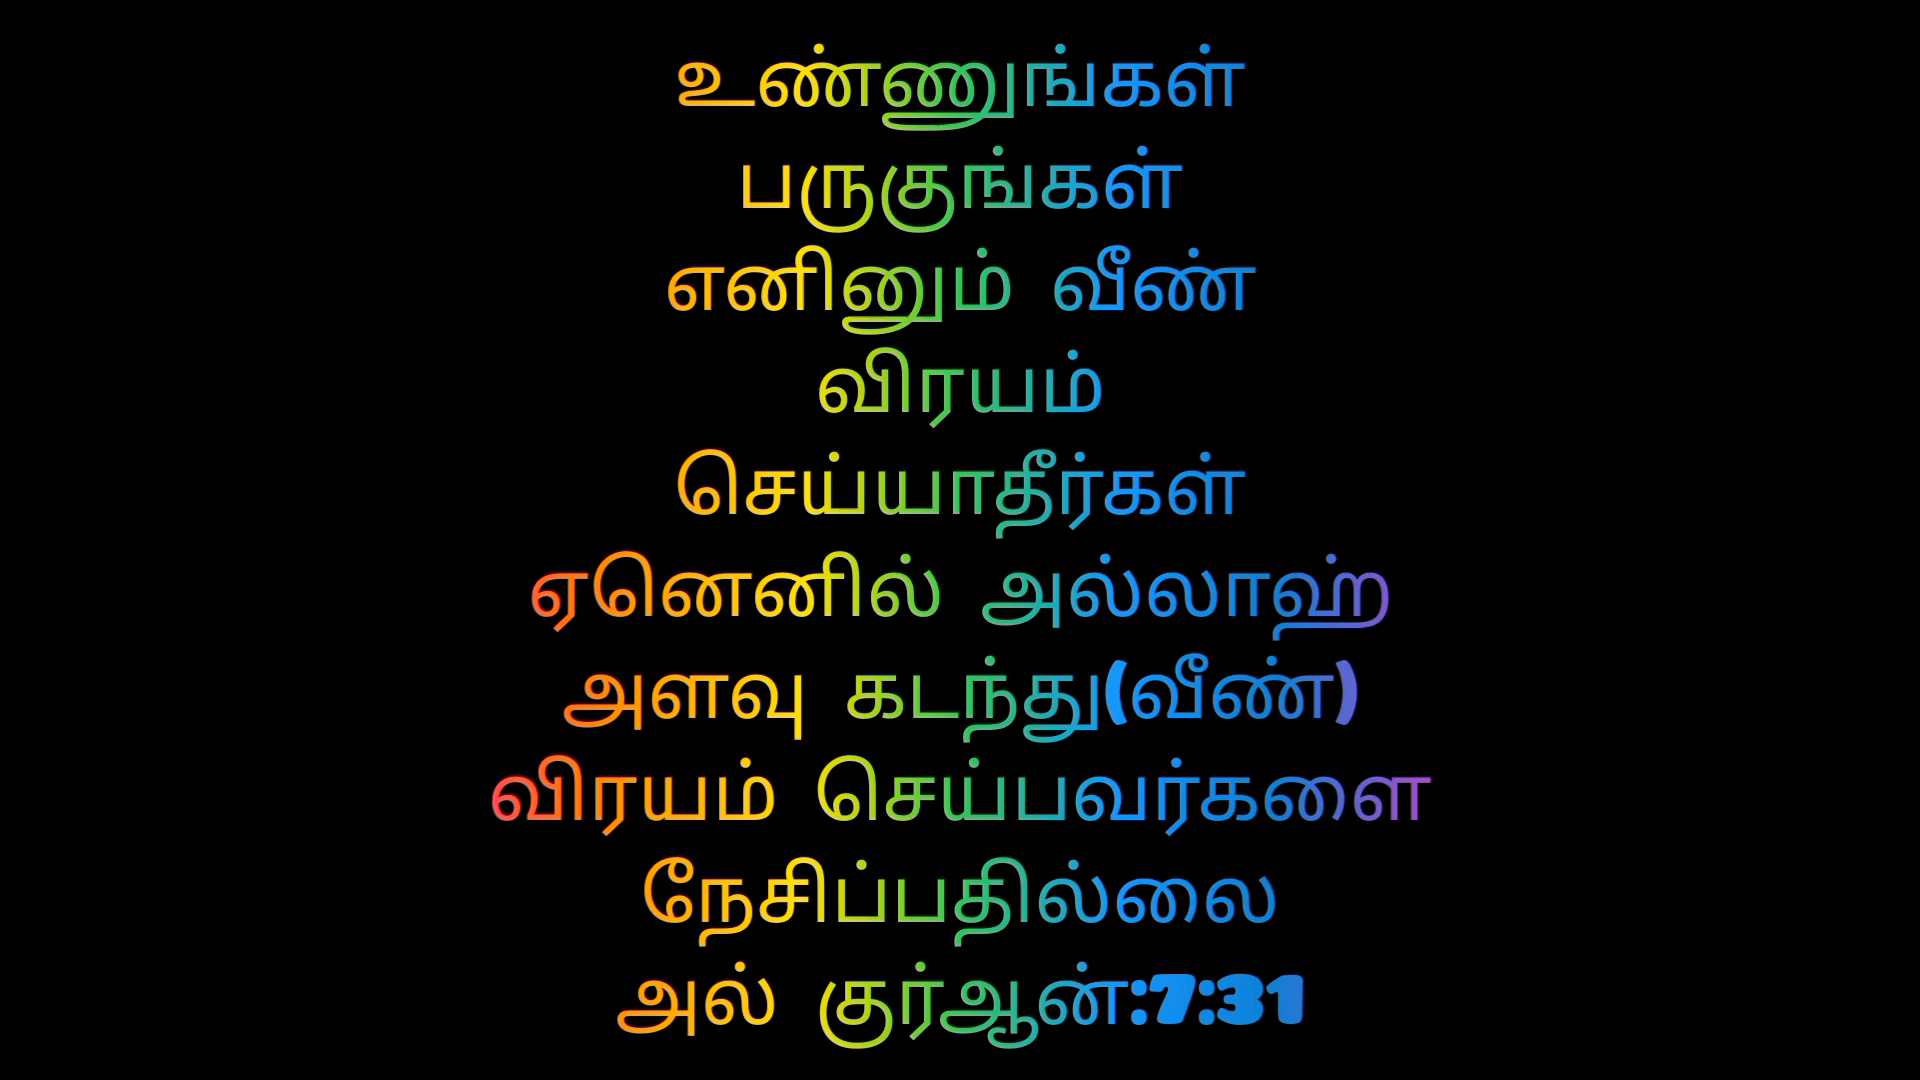 உண்ணுங்கள்
பருகுங்கள்
எனினும் வீண்
விரயம்
செய்யாதீர்கள்
ஏனெனில் அல்லாஹ்
அளவு கடந்து(வீண்)
விரயம் செய்பவர்களை
நேசிப்பதில்லை
அல் குர்ஆன்:7:31